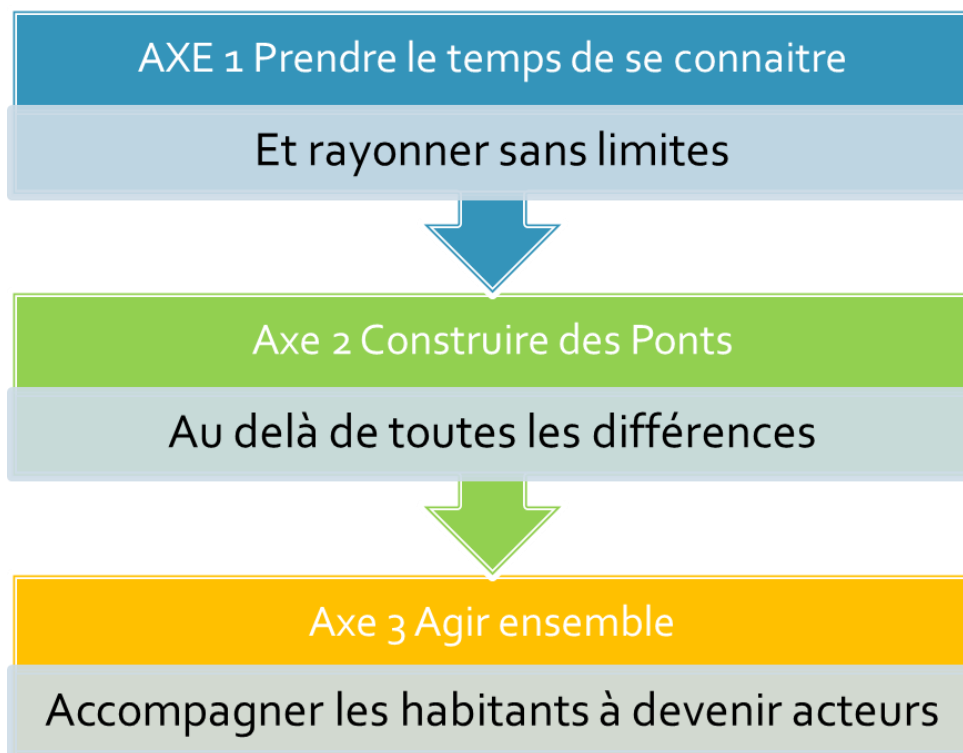 AXE 1 Prendre le temps de se connaitre
Et rayonner sans limites
Axe 2 Construire des Ponts
Au delà de toutes les différences
Axe 3 Agir ensemble
Accompagner les habitants à devenir acteurs